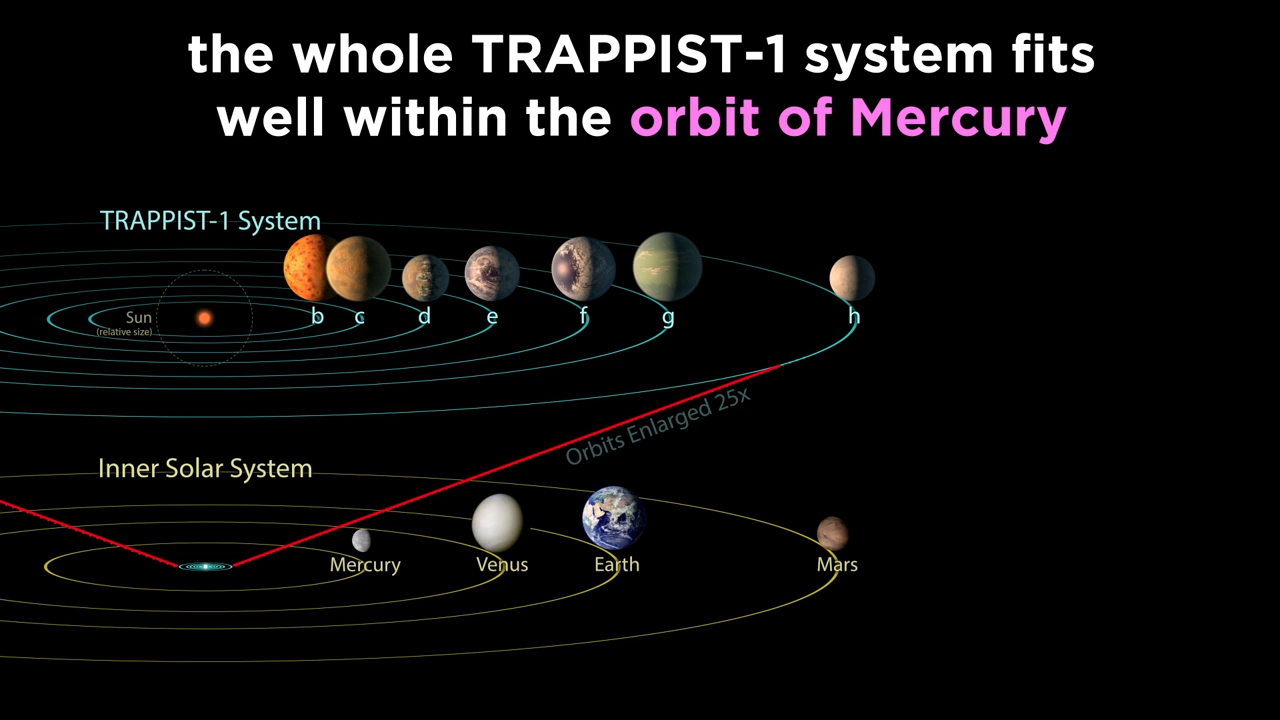 the whole TRAPPIST-1 system fits
well within the orbit of Mercury
TRAPPIST-1 System
Sun
(relative size)
b c d e f g h
Orbits Enlarged 25x
Inner Solar System
Mercury Venus Earth Mars